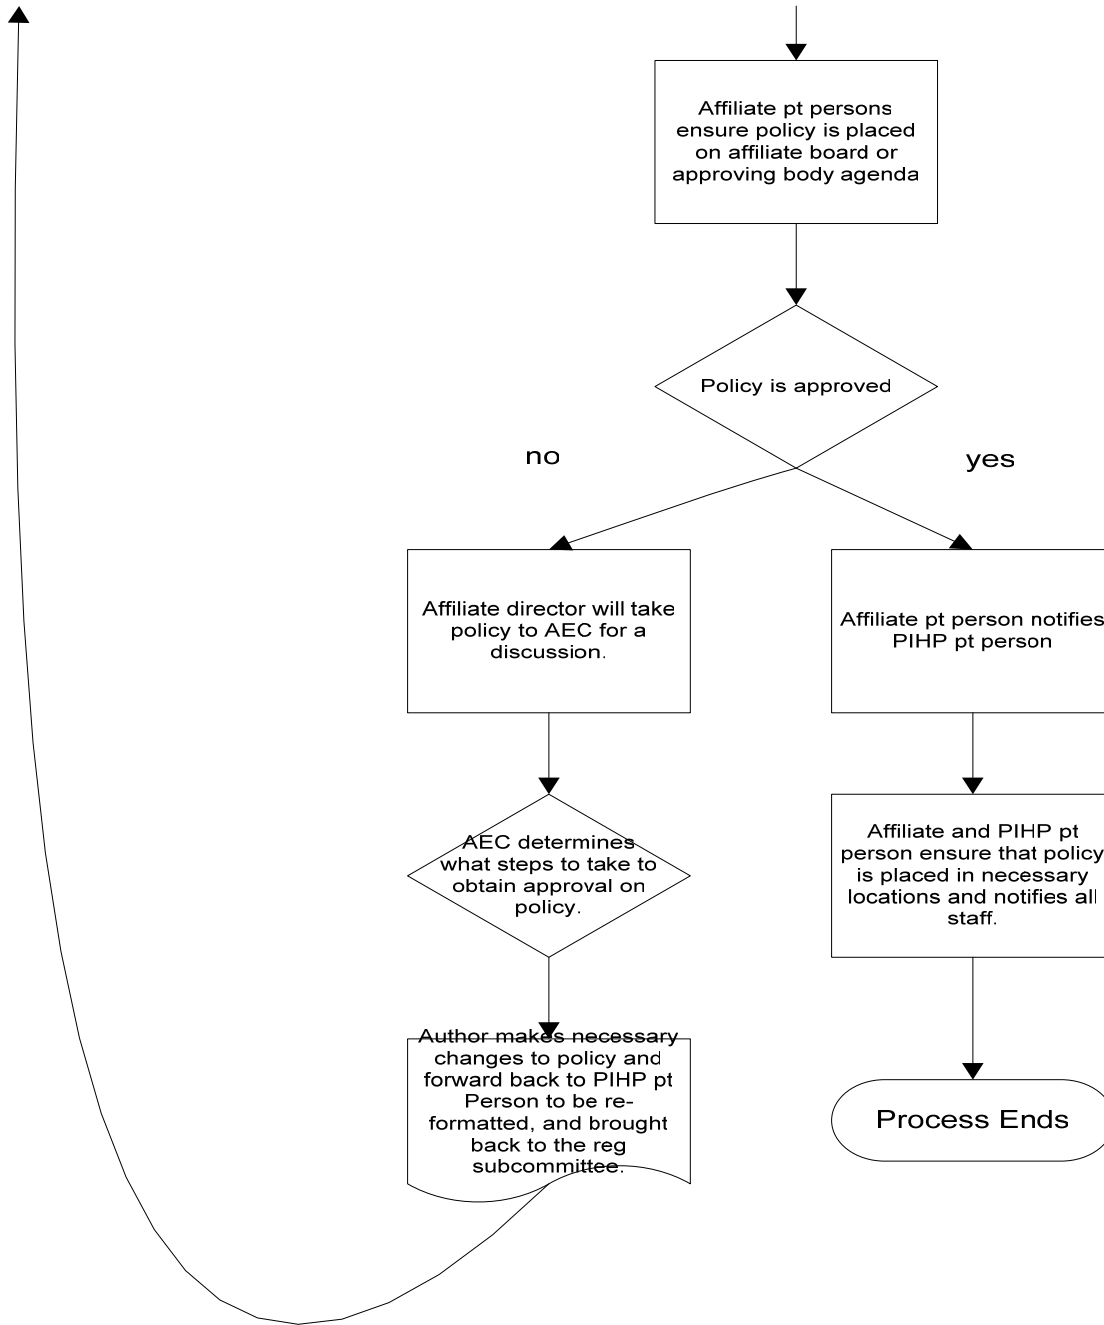 Affiliate pt persons
ensure policy is placed
on affiliate board or
approving body agenda
Policy is approved
no
yes
Affiliate director will take
policy to AEC for a
discussion.
Affiliate pt person notifies
PIHP pt person
AEC determines
what steps to take to
obtain approval on
policy.
Affiliate and PIHP pt
person ensure that policy
is placed in necessary
locations and notifies all
staff.
Author makes necessary
changes to policy and
forward back to PIHP pt
Person to be re-
formatted, and brought
back to the reg
subcommittee.
Process Ends